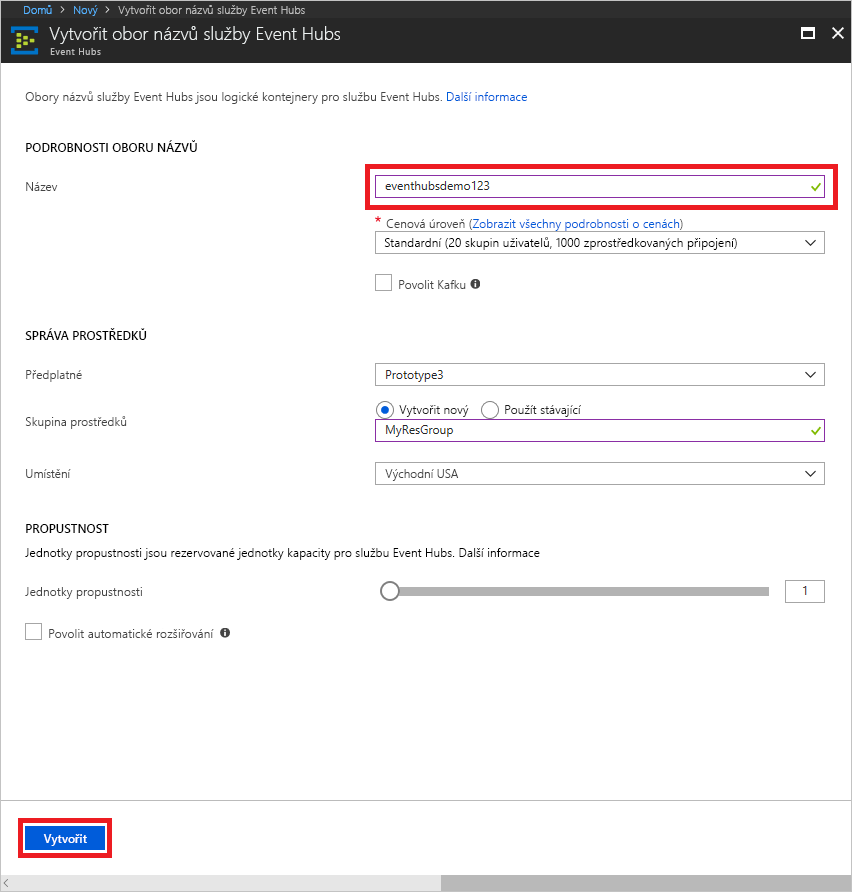 Domů > Nový > Vytvořit obor názvů služby Event Hubs
Vytvořit obor názvů služby Event Hubs
Event Hubs
Obory názvů služby Event Hubs jsou logické kontejnery pro službu Event Hubs. Další informace
PODROBNOSTI OBORU NÁZVŮ
Název
eventhubsdemo123
* Cenová úroveň (Zobrazit všechny podrobnosti o cenách)
Standardní (20 skupin uživatelů, 1000 zprostředkovaných připojení)
Povolit Kafku
SPRÁVA PROSTŘEDKŮ
Předplatné
Prototype3
Vytvořit nový Použít stávající
Skupina prostředků
MyResGroup
Umístění
Východní USA
PROPUSTNOST
Jednotky propustnosti jsou rezervované jednotky kapacity pro službu Event Hubs. Další informace
Jednotky propustnosti
1
Povolit automatické rozšiřování
Vytvořit